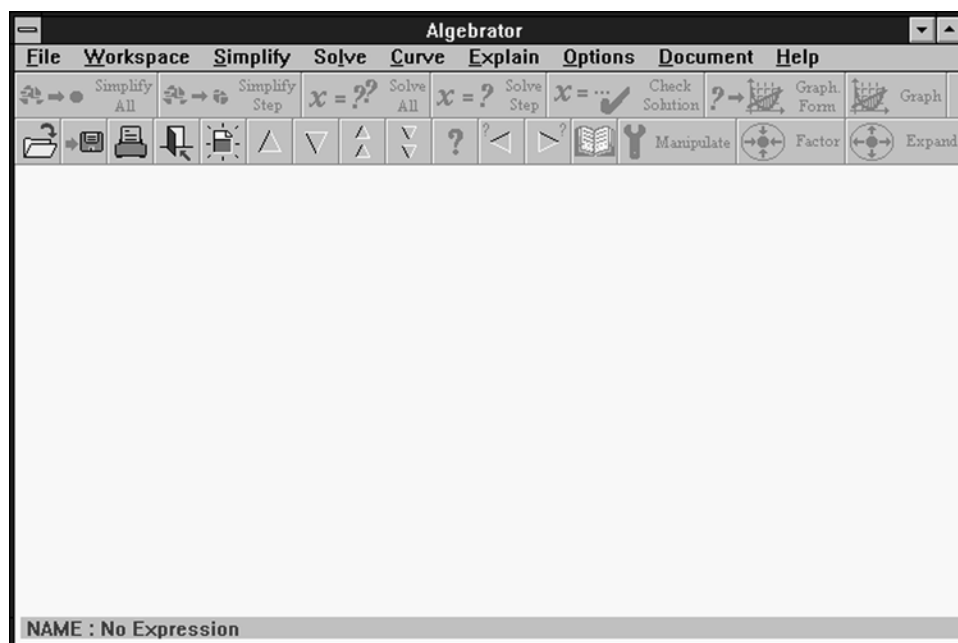 Algebrator
File Workspace Simplify Solve Curve Explain Options Document Help
Simplify All Simplify Step x = ?? Solve All x = ? Solve Step x = ... Check Solution ? Graph. Form Graph
? ? ? Manipulate Factor Expand
NAME : No Expression